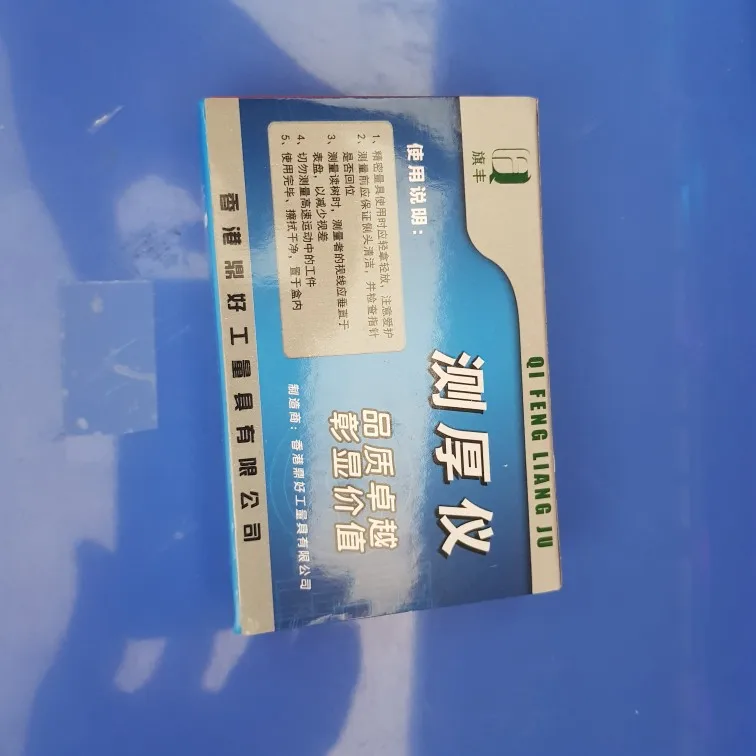 旗丰
QI FENG LIANG JU
测厚仪
使用说明：
1、精密量具使用时应轻拿轻放，注意爱护
2、测量前应保证侧头清洁，并检查指针
是否回位
3、测量读树时，测量者的视线应垂直于
表盘，以减少视差
4、切勿测量高速运动中的工件
5、使用完毕、擦拭干净，置于盒内
品质卓越
彰显价值
制造商：香港鼎好工量具有限公司
香港鼎好工量具有限公司